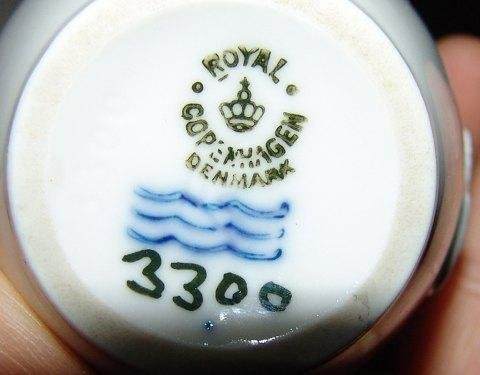 ROYAL
COPENHAGEN
DENMARK
3300